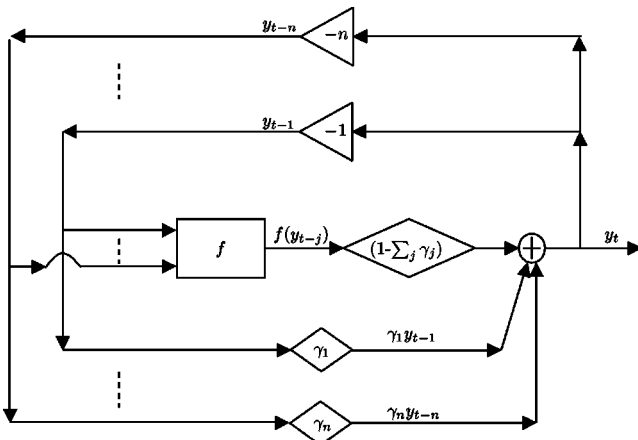 y_{t-n}
-n
y_{t-1}
-1
f
f(y_{t-j})
(1-∑_j γ_j)
+
y_t
γ_1
γ_1 y_{t-1}
γ_n
γ_n y_{t-n}